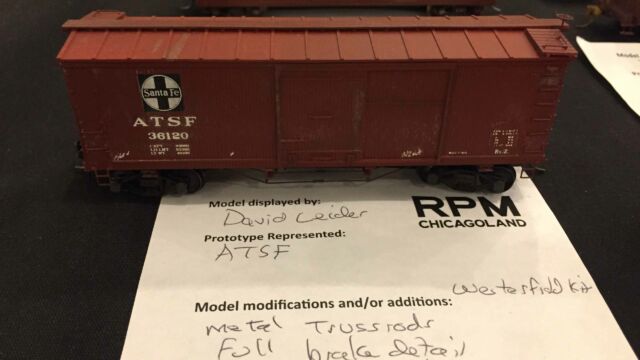 Santa Fe
ATSF
36120
Model displayed by:
David Leider
Prototype Represented:
ATSF
RPM
CHICAGOLAND
Westerfield Kit
Model modifications and/or additions:
Metal Trussrods
Full brake detail